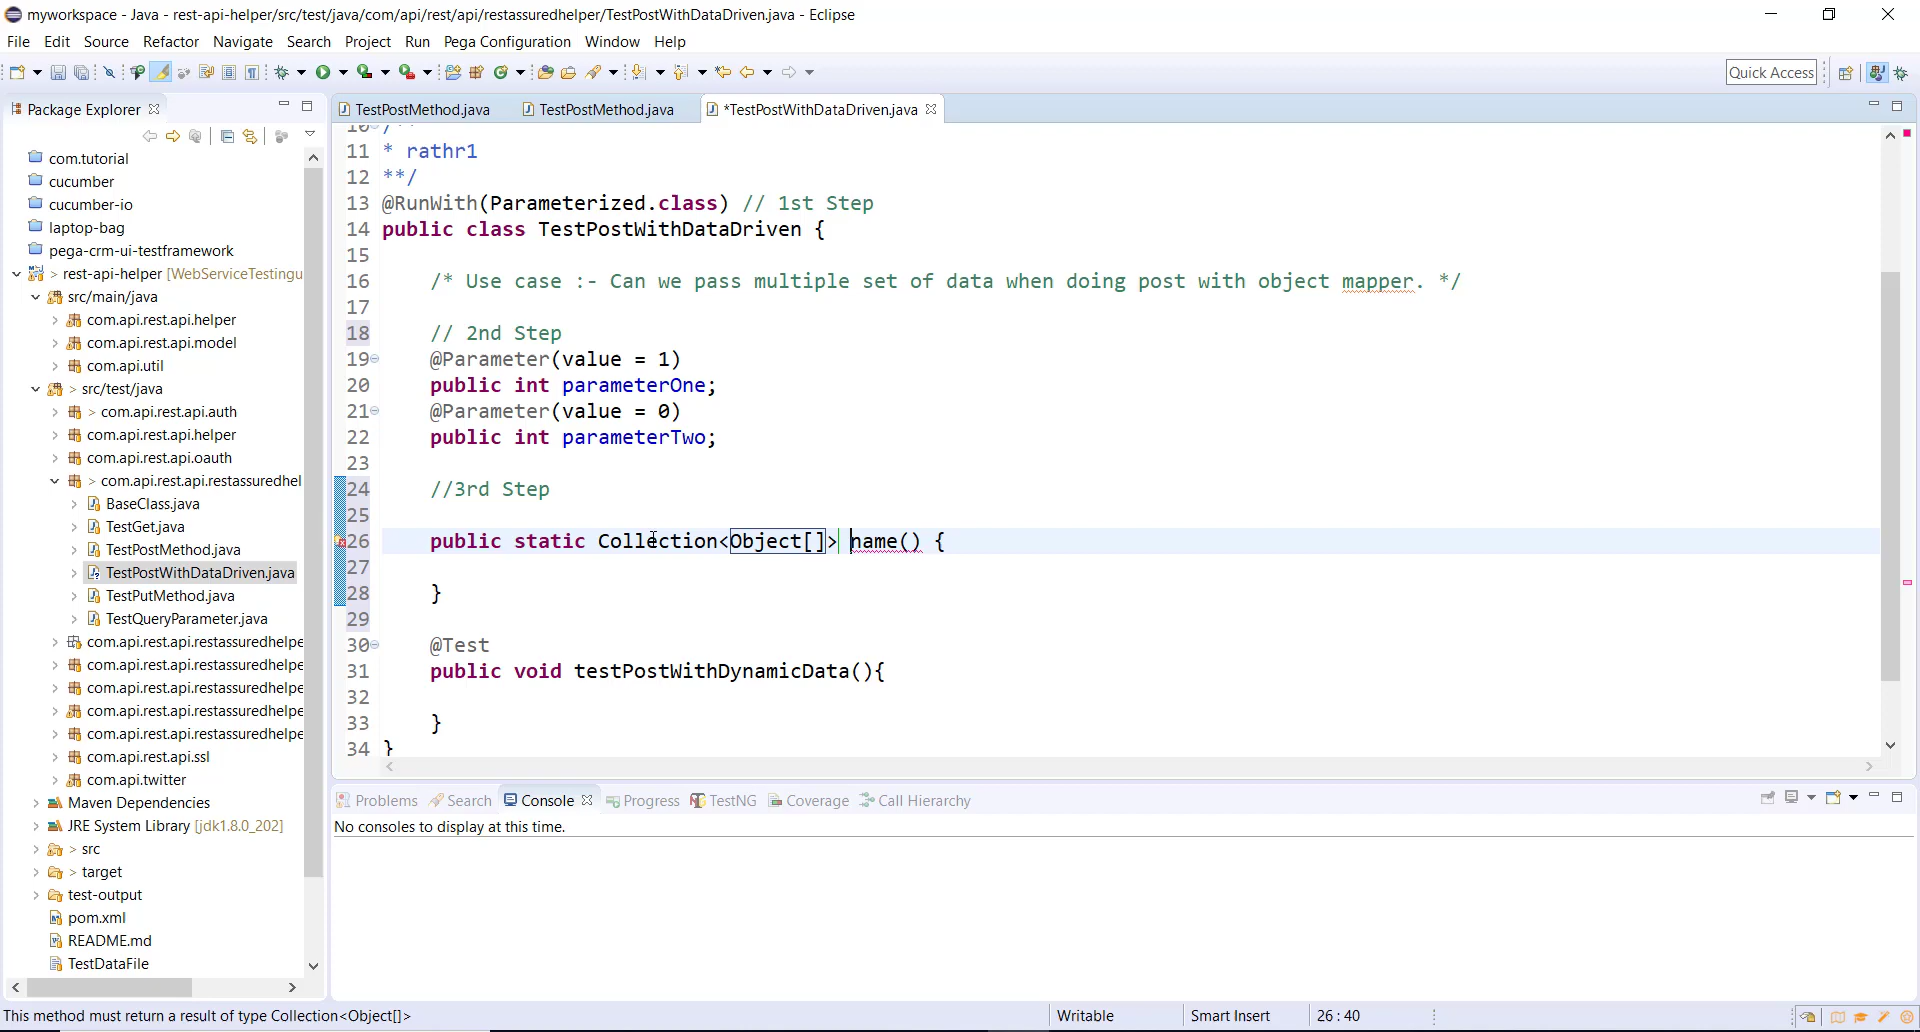 myworkspace - Java - rest-api-helper/src/test/java/com/api/rest/api/restassuredhelper/TestPostWithDataDriven.java - Eclipse
File Edit Source Refactor Navigate Search Project Run Pega Configuration Window Help
Quick Access
Package Explorer
com.tutorial
cucumber
cucumber-io
laptop-bag
pega-crm-ui-testframework
> rest-api-helper [WebServiceTestingu
src/main/java
com.api.rest.api.helper
com.api.rest.api.model
com.api.util
> src/test/java
> com.api.rest.api.auth
com.api.rest.api.helper
com.api.rest.api.oauth
> com.api.rest.api.restassuredhel
BaseClass.java
TestGet.java
TestPostMethod.java
TestPostWithDataDriven.java
TestPutMethod.java
TestQueryParameter.java
com.api.rest.api.restassuredhelpe
com.api.rest.api.restassuredhelpe
com.api.rest.api.restassuredhelpe
com.api.rest.api.restassuredhelpe
com.api.rest.api.restassuredhelpe
com.api.rest.api.ssl
com.api.twitter
Maven Dependencies
JRE System Library [jdk1.8.0_202]
> src
> target
test-output
pom.xml
README.md
TestDataFile
TestPostMethod.java TestPostMethod.java *TestPostWithDataDriven.java
10 /**
11 * rathr1
12 **/
13 @RunWith(Parameterized.class) // 1st Step
14 public class TestPostWithDataDriven {
15
16 /* Use case :- Can we pass multiple set of data when doing post with object mapper. */
17
18 // 2nd Step
19 @Parameter(value = 1)
20 public int parameterOne;
21 @Parameter(value = 0)
22 public int parameterTwo;
23
24 //3rd Step
25
26 public static Collection<Object[]> name() {
27
28 }
29
30 @Test
31 public void testPostWithDynamicData(){
32
33 }
34 }
Problems Search Console Progress TestNG Coverage Call Hierarchy
No consoles to display at this time.
This method must return a result of type Collection<Object[]> Writable Smart Insert 26 : 40